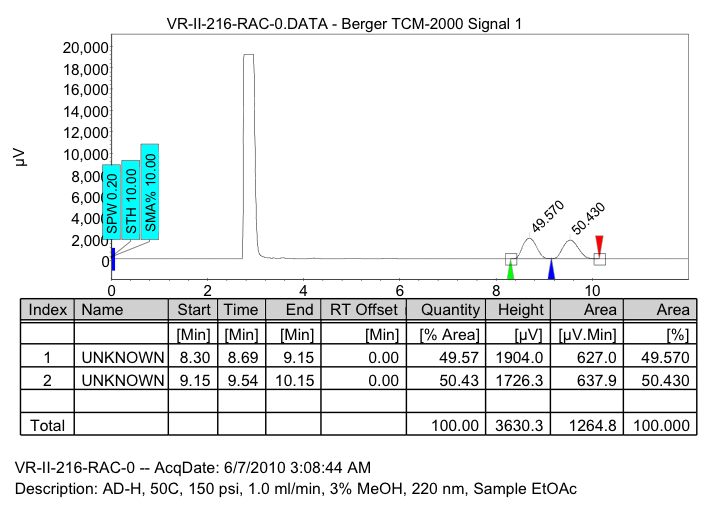 VR-II-216-RAC-0.DATA - Berger TCM-2000 Signal 1
µV
20,000
18,000
16,000
14,000
12,000
10,000
8,000
6,000
4,000
2,000
0
SPW 0.20
STH 10.00
SMA% 10.00
49.570
50.430
0 2 4 6 8 10
Index Name Start Time End RT Offset Quantity Height Area Area
[Min] [Min] [Min] [Min] [% Area] [µV] [µV.Min] [%]
1 UNKNOWN 8.30 8.69 9.15 0.00 49.57 1904.0 627.0 49.570
2 UNKNOWN 9.15 9.54 10.15 0.00 50.43 1726.3 637.9 50.430
Total 100.00 3630.3 1264.8 100.000
VR-II-216-RAC-0 -- AcqDate: 6/7/2010 3:08:44 AM
Description: AD-H, 50C, 150 psi, 1.0 ml/min, 3% MeOH, 220 nm, Sample EtOAc